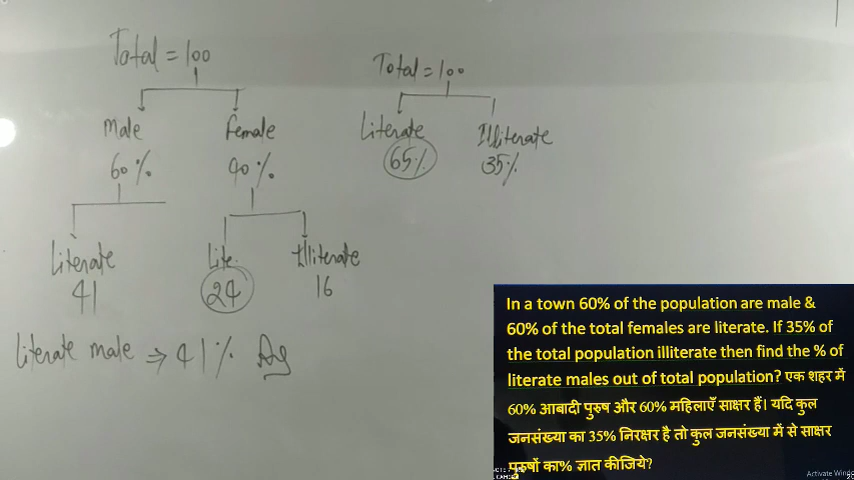 Total = 100
Male Female
60% 40%
Literate Lite. Illiterate
41 24 16
Literate male ⇒ 41% Ans
Total = 100
Literate Illiterate
65% 35%
In a town 60% of the population are male &
60% of the total females are literate. If 35% of
the total population illiterate then find the % of
literate males out of total population? एक शहर में
60% आबादी पुरुष और 60% महिलाएँ साक्षर हैं। यदि कुल
जनसंख्या का 35% निरक्षर है तो कुल जनसंख्या में से साक्षर
पुरुषों का% ज्ञात कीजिये?
Activate Wind